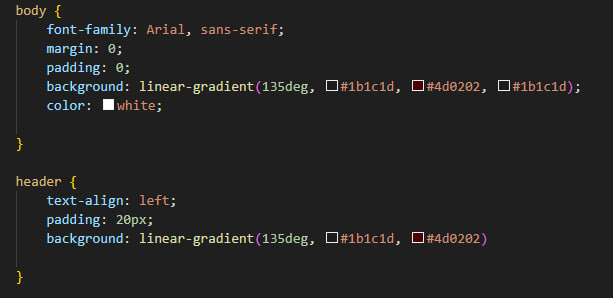 body {
font-family: Arial, sans-serif;
margin: 0;
padding: 0;
background: linear-gradient(135deg, #1b1c1d, #4d0202, #1b1c1d);
color: white;
}
header {
text-align: left;
padding: 20px;
background: linear-gradient(135deg, #1b1c1d, #4d0202)
}